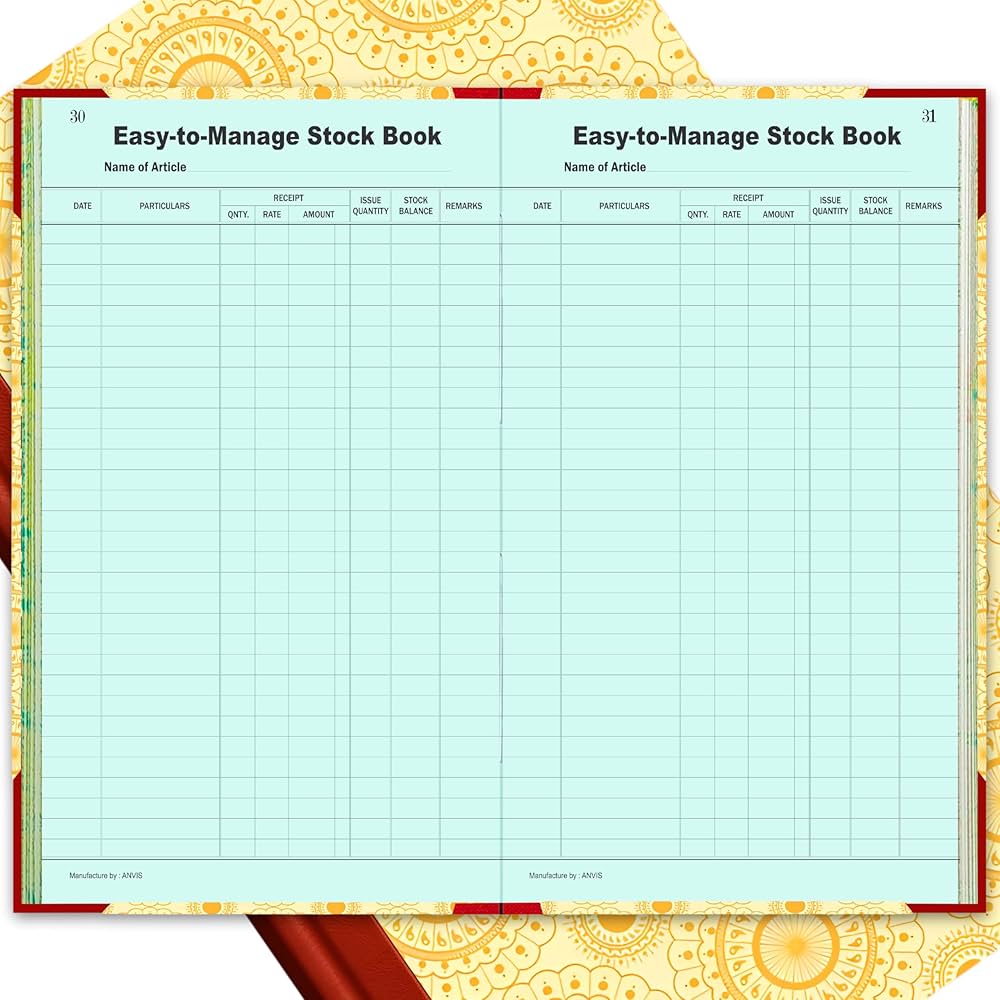 30
Easy-to-Manage Stock Book
Name of Article
DATE PARTICULARS RECEIPT ISSUE QUANTITY STOCK BALANCE REMARKS
QNTY. RATE AMOUNT
Manufacture by : ANVIS
31
Easy-to-Manage Stock Book
Name of Article
DATE PARTICULARS RECEIPT ISSUE QUANTITY STOCK BALANCE REMARKS
QNTY. RATE AMOUNT
Manufacture by : ANVIS